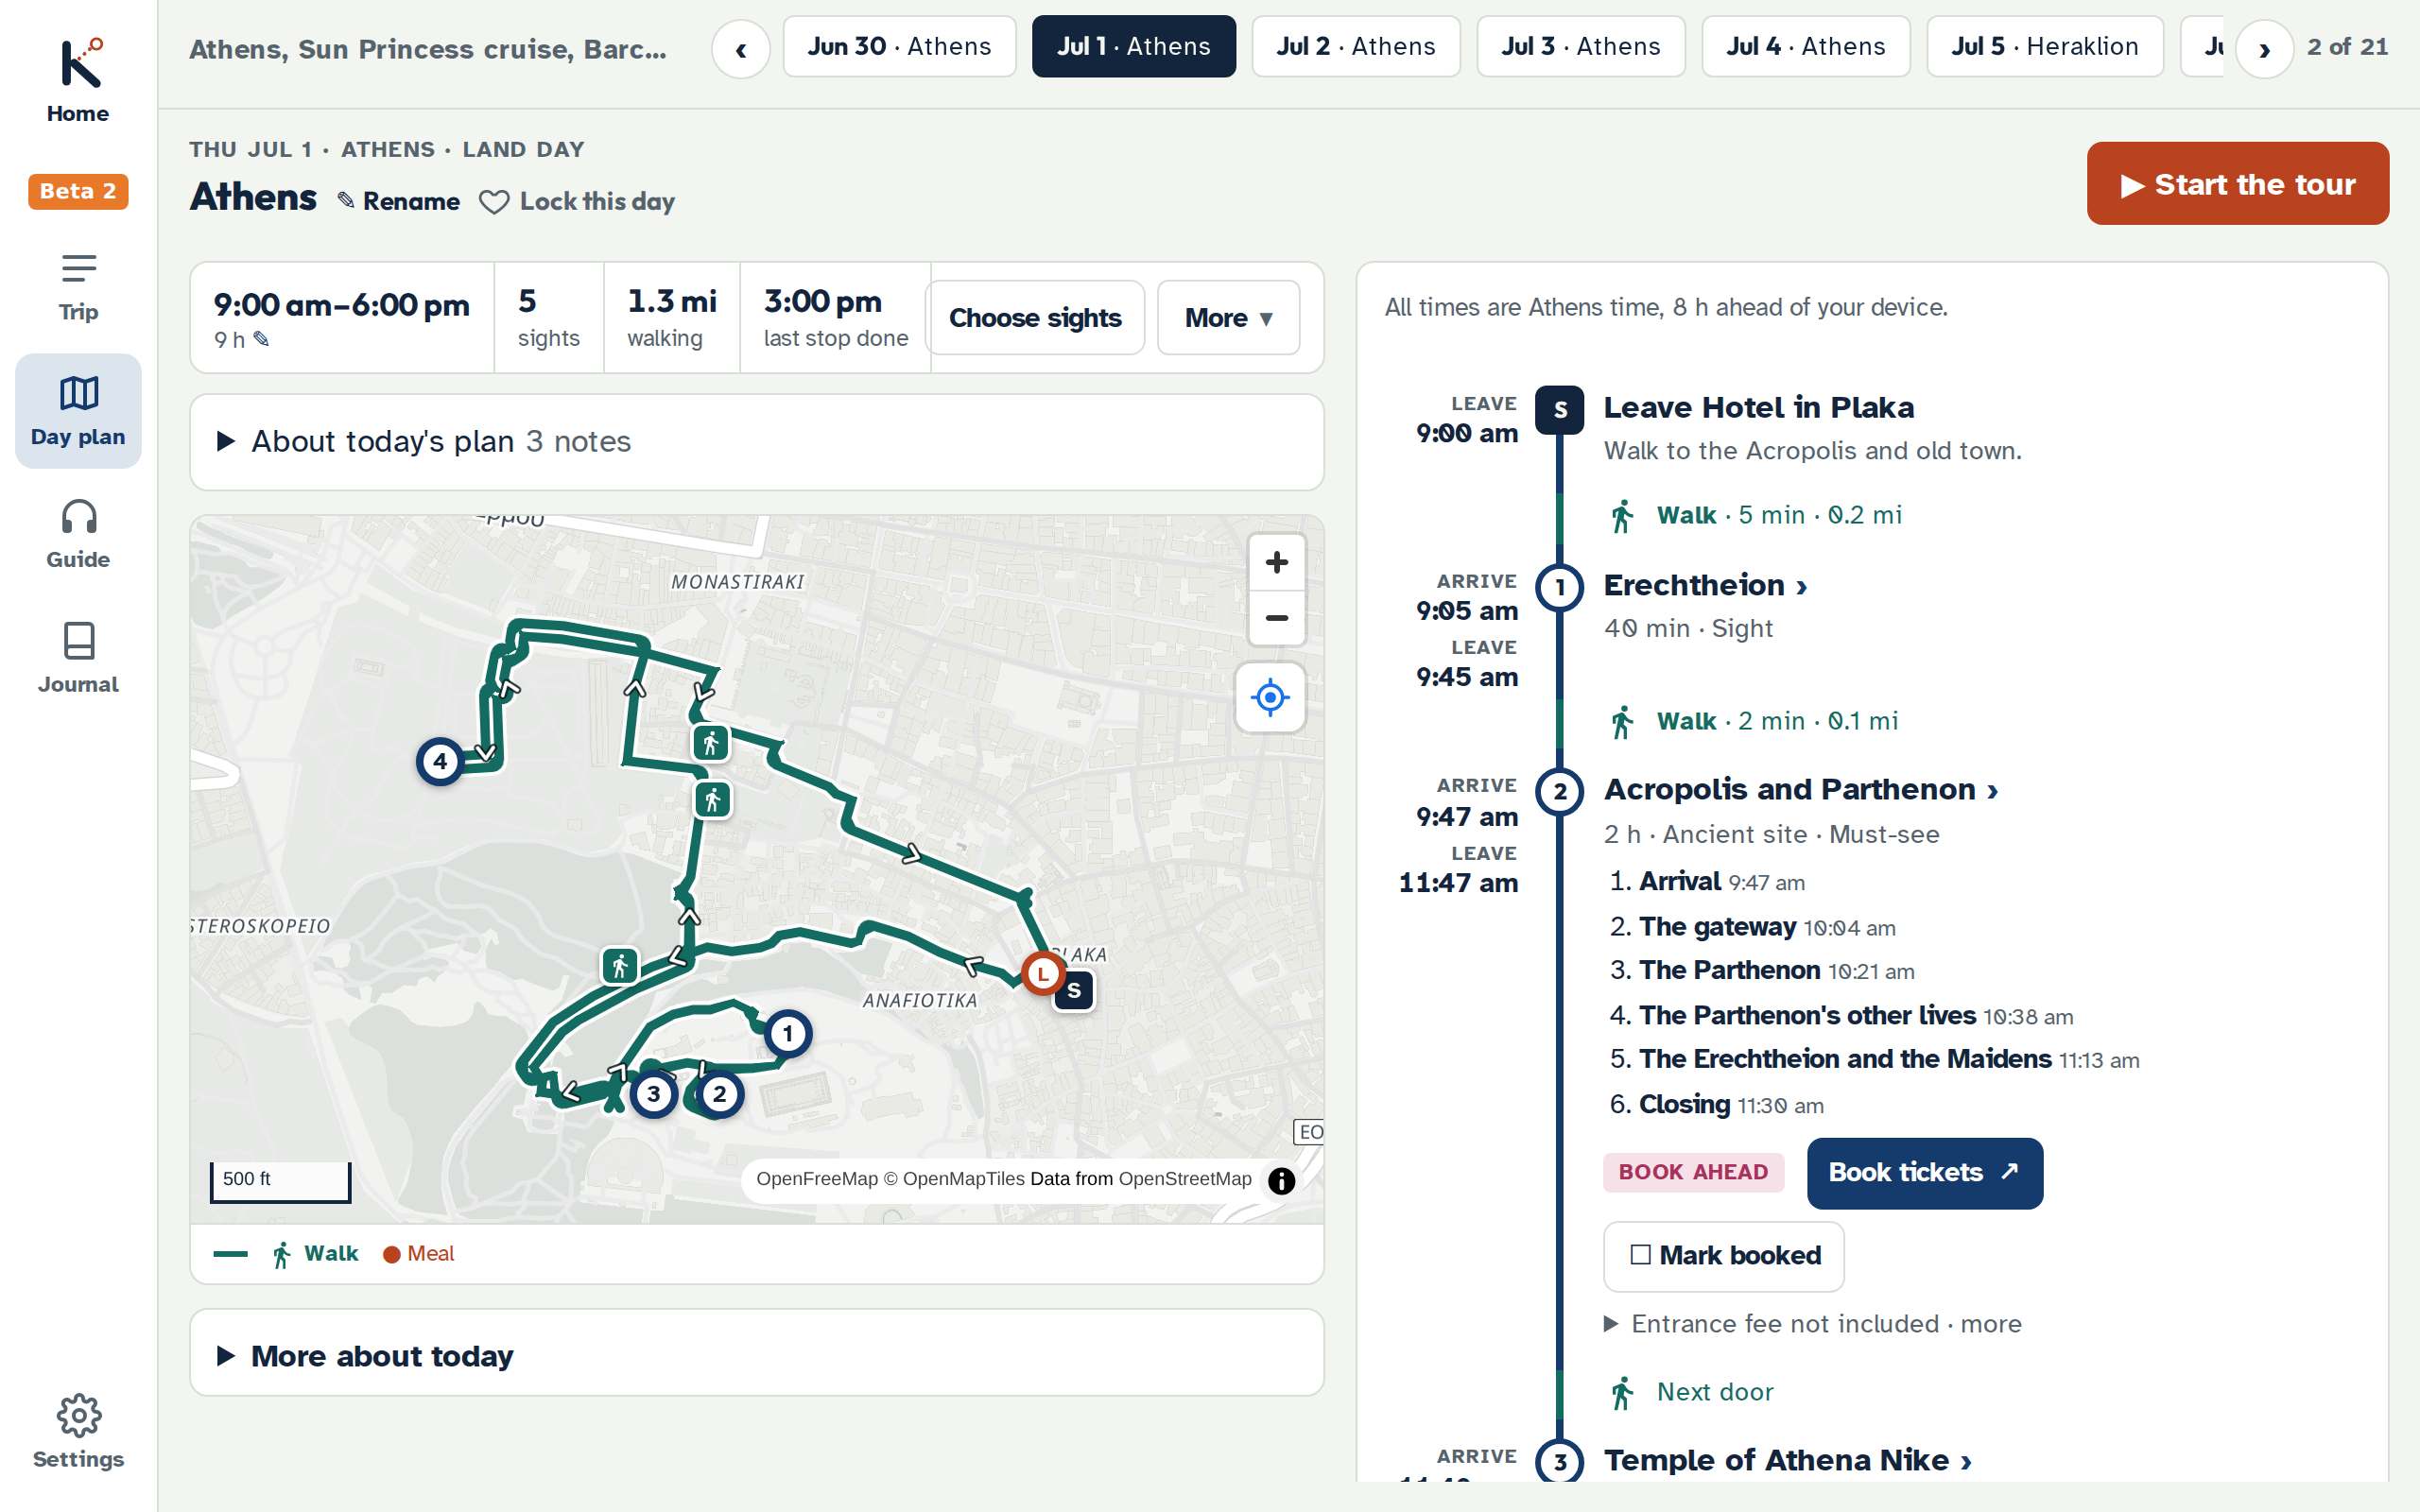 Home
Beta 2
Trip
Day plan
Guide
Journal
Settings
Athens, Sun Princess cruise, Barc...
‹
Jun 30 · Athens
Jul 1 · Athens
Jul 2 · Athens
Jul 3 · Athens
Jul 4 · Athens
Jul 5 · Heraklion
›
2 of 21
THU JUL 1 · ATHENS · LAND DAY
Athens
✎ Rename
Lock this day
▶ Start the tour
9:00 am–6:00 pm
9 h ✎
5
sights
1.3 mi
walking
3:00 pm
last stop done
Choose sights
More ▼
▶ About today's plan 3 notes
MONASTIRAKI
4
PLAKA
L
S
ANAFIOTIKA
1
3
2
+
−
500 ft
OpenFreeMap © OpenMapTiles Data from OpenStreetMap
Walk
Meal
▶ More about today
All times are Athens time, 8 h ahead of your device.
LEAVE
9:00 am
S
Leave Hotel in Plaka
Walk to the Acropolis and old town.
Walk · 5 min · 0.2 mi
ARRIVE
9:05 am
LEAVE
9:45 am
1
Erechtheion ›
40 min · Sight
Walk · 2 min · 0.1 mi
ARRIVE
9:47 am
LEAVE
11:47 am
2
Acropolis and Parthenon ›
2 h · Ancient site · Must-see
1. Arrival 9:47 am
2. The gateway 10:04 am
3. The Parthenon 10:21 am
4. The Parthenon's other lives 10:38 am
5. The Erechtheion and the Maidens 11:13 am
6. Closing 11:30 am
BOOK AHEAD
Book tickets ↗
☐ Mark booked
▶ Entrance fee not included · more
Next door
ARRIVE
3
Temple of Athena Nike ›